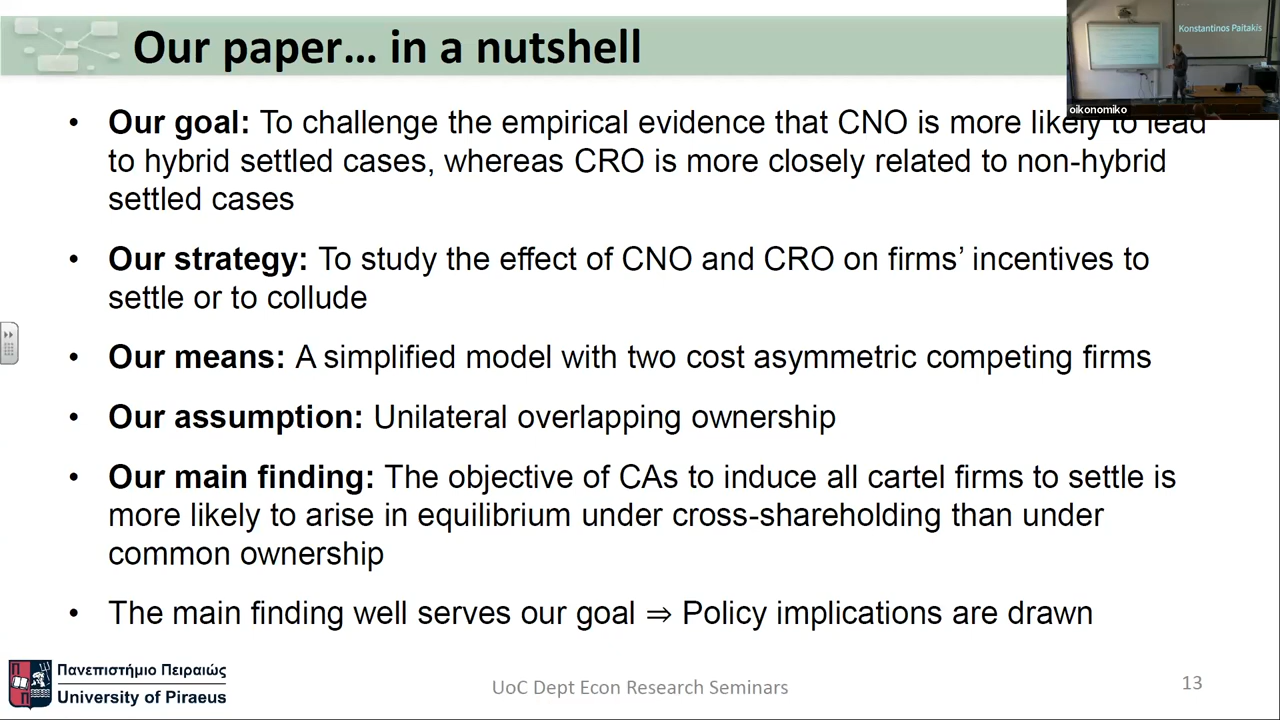 Our paper... in a nutshell
Konstantinos Paitakis
oikonomiko
• Our goal: To challenge the empirical evidence that CNO is more likely to lead
to hybrid settled cases, whereas CRO is more closely related to non-hybrid
settled cases
• Our strategy: To study the effect of CNO and CRO on firms’ incentives to
settle or to collude
• Our means: A simplified model with two cost asymmetric competing firms
• Our assumption: Unilateral overlapping ownership
• Our main finding: The objective of CAs to induce all cartel firms to settle is
more likely to arise in equilibrium under cross-shareholding than under
common ownership
• The main finding well serves our goal ⇒ Policy implications are drawn
Πανεπιστήμιο Πειραιώς
University of Piraeus
UoC Dept Econ Research Seminars
13